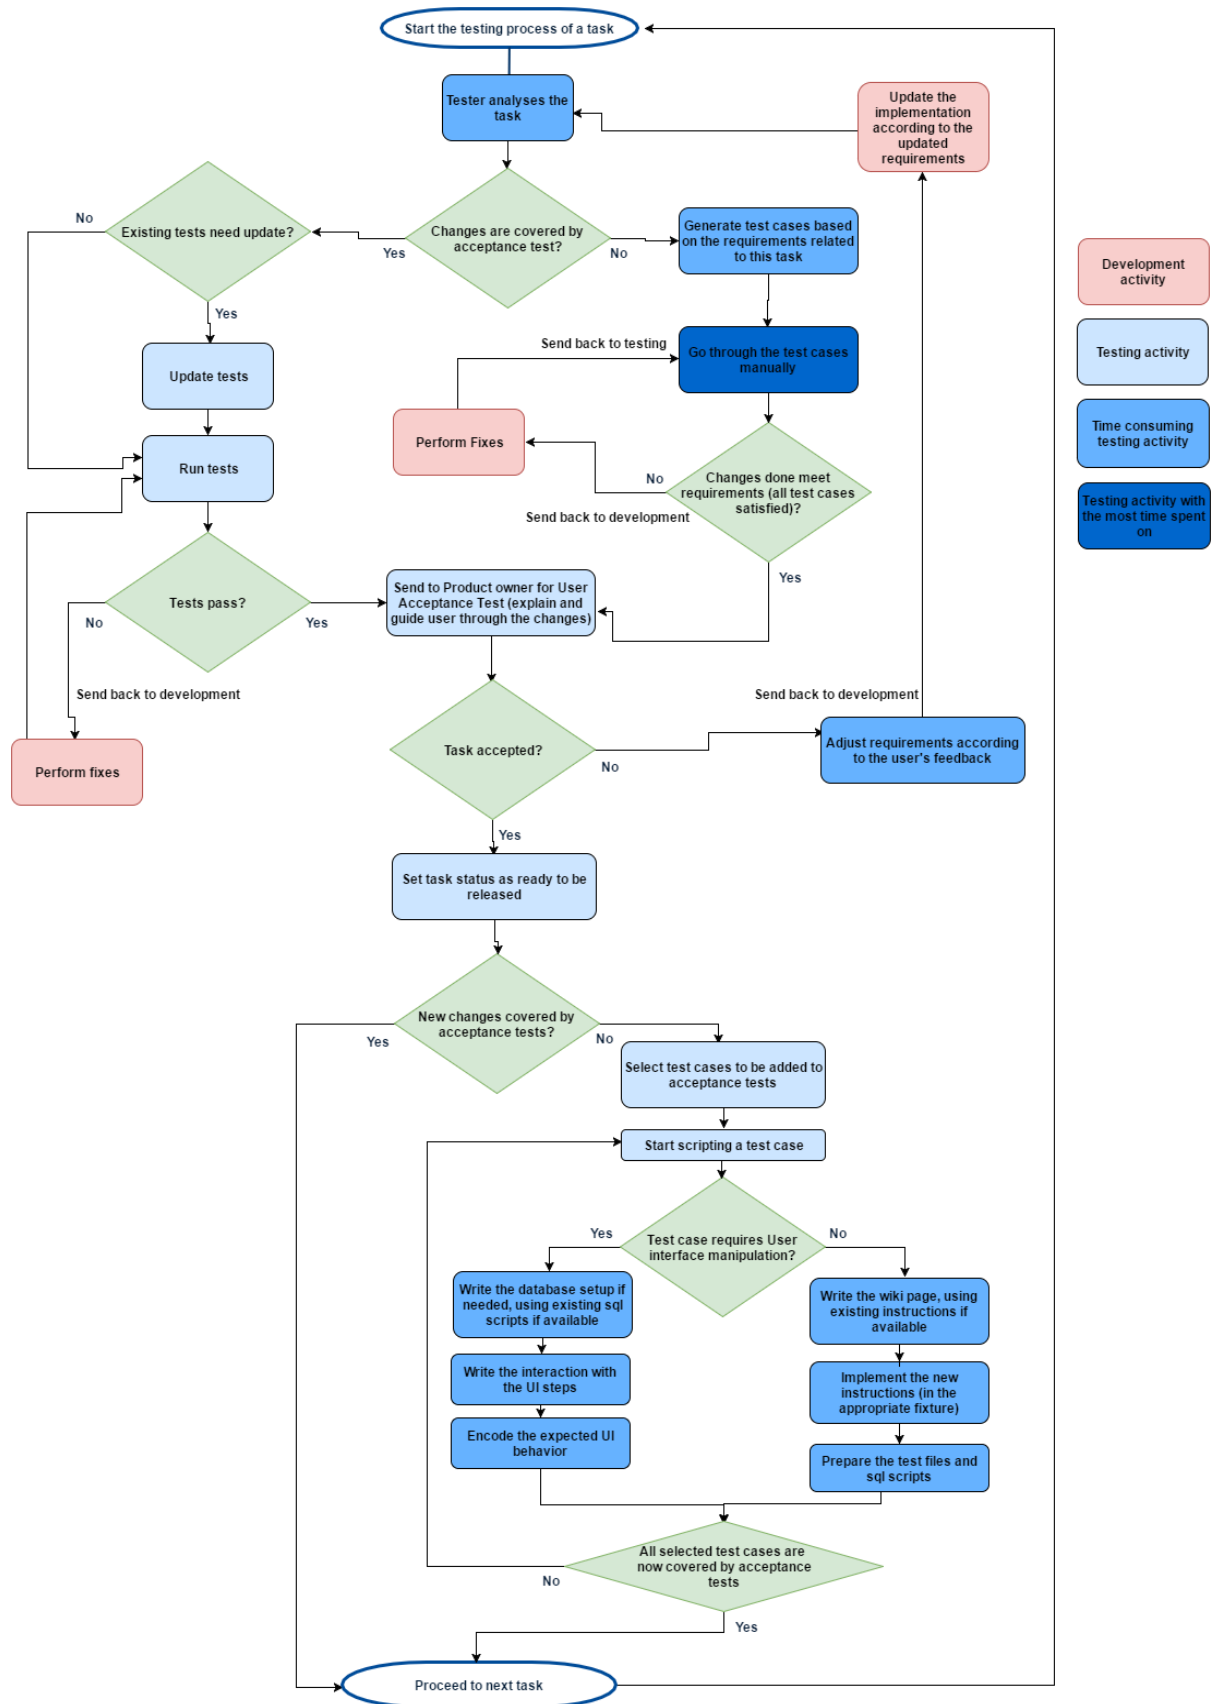 Start the testing process of a task
Tester analyses the
task
Update the
implementation
according to the
updated
requirements
No
Existing tests need update?
Yes
Changes are covered by
acceptance test?
No
Generate test cases based
on the requirements related
to this task
Development
activity
Yes
Send back to testing
Go through the test cases
manually
Testing activity
Update tests
Perform Fixes
Time consuming
testing activity
Run tests
No
Changes done meet
requirements (all test cases
satisfied)?
Send back to development
Testing activity with
the most time spent
on
Yes
Tests pass?
No
Yes
Send to Product owner for User
Acceptance Test (explain and
guide user through the changes)
Send back to development
Send back to development
Perform fixes
Task accepted?
No
Adjust requirements according
to the user's feedback
Yes
Set task status as ready to be
released
New changes covered by
acceptance tests?
Yes
No
Select test cases to be added to
acceptance tests
Start scripting a test case
Yes
Test case requires User
interface manipulation?
No
Write the database setup if
needed, using existing sql
scripts if available
Write the wiki page, using
existing instructions if
available
Write the interaction with
the UI steps
Implement the new
instructions (in the
appropriate fixture)
Encode the expected UI
behavior
Prepare the test files and
sql scripts
All selected test cases are
now covered by acceptance
tests
No
Yes
Proceed to next task